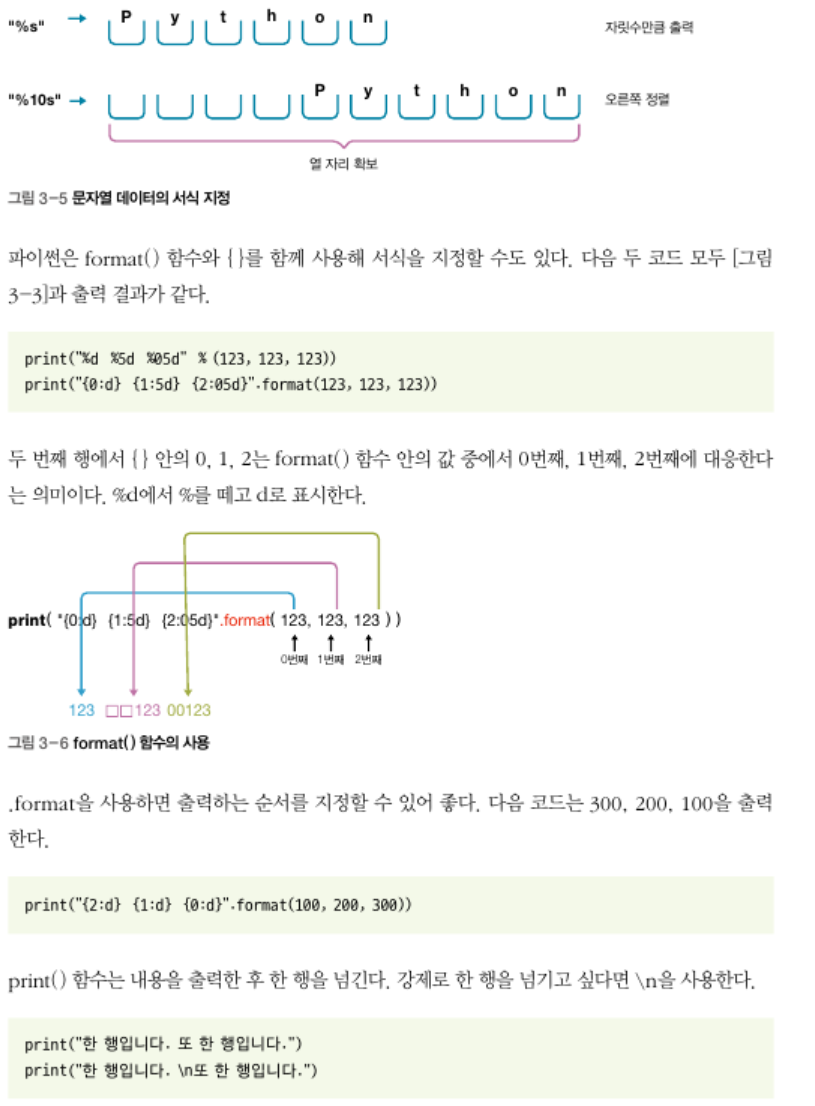 "%s" → P y t h o n 자릿수만큼 출력
"%10s" → P y t h o n 오른쪽 정렬
열 자리 확보
그림 3-5 문자열 데이터의 서식 지정
파이썬은 format() 함수와 { }를 함께 사용해 서식을 지정할 수도 있다. 다음 두 코드 모두 [그림
3-3]과 출력 결과가 같다.
print("%d %5d %05d" % (123, 123, 123))
print("{0:d} {1:5d} {2:05d}".format(123, 123, 123))
두 번째 행에서 { } 안의 0, 1, 2는 format() 함수 안의 값 중에서 0번째, 1번째, 2번째에 대응한다
는 의미이다. %d에서 %를 떼고 d로 표시한다.
print( "{0:d} {1:5d} {2:05d}".format( 123, 123, 123 ) )
0번째 1번째 2번째
123 □□123 00123
그림 3-6 format() 함수의 사용
.format을 사용하면 출력하는 순서를 지정할 수 있어 좋다. 다음 코드는 300, 200, 100을 출력
한다.
print("{2:d} {1:d} {0:d}".format(100, 200, 300))
print() 함수는 내용을 출력한 후 한 행을 넘긴다. 강제로 한 행을 넘기고 싶다면 \n을 사용한다.
print("한 행입니다. 또 한 행입니다.")
print("한 행입니다. \n또 한 행입니다.")